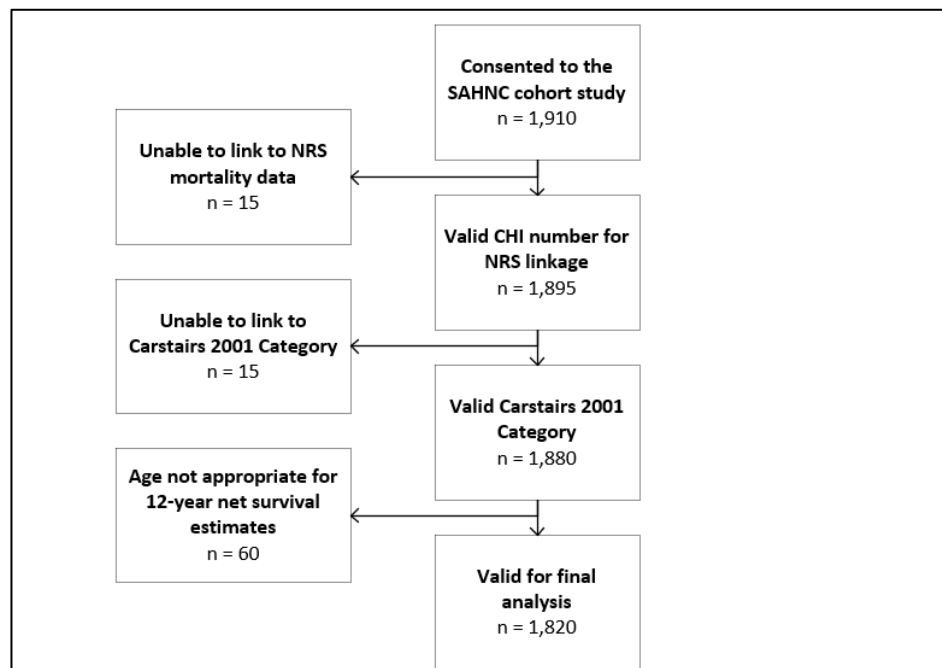 Consented to the
SAHNC cohort study
n = 1,910
Unable to link to NRS
mortality data
n = 15
Valid CHI number for
NRS linkage
n = 1,895
Unable to link to
Carstairs 2001 Category
n = 15
Valid Carstairs 2001
Category
n = 1,880
Age not appropriate for
12-year net survival
estimates
n = 60
Valid for final
analysis
n = 1,820